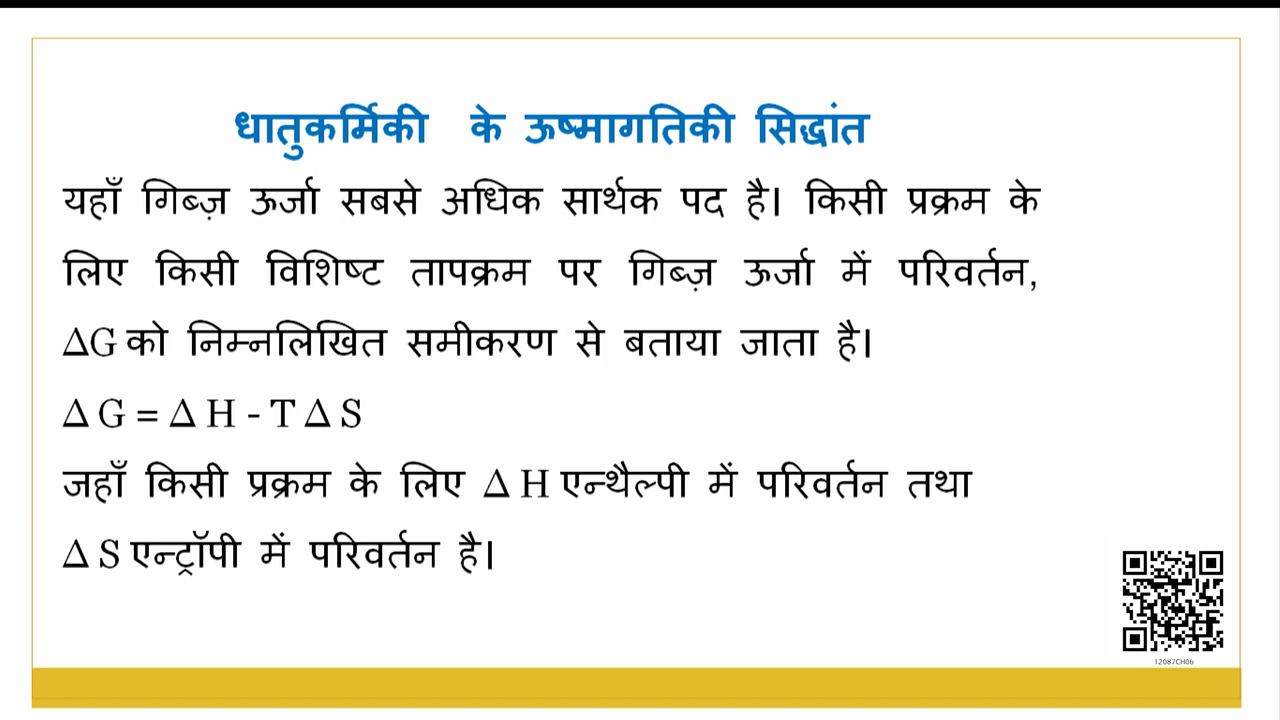 धातुकर्मिकी के ऊष्मागतिकी सिद्धांत
यहाँ गिब्ज़ ऊर्जा सबसे अधिक सार्थक पद है। किसी प्रक्रम के
लिए किसी विशिष्ट तापक्रम पर गिब्ज़ ऊर्जा में परिवर्तन,
ΔG को निम्नलिखित समीकरण से बताया जाता है।
Δ G = Δ H - T Δ S
जहाँ किसी प्रक्रम के लिए Δ H एन्थैल्पी में परिवर्तन तथा
Δ S एन्ट्रॉपी में परिवर्तन है।
12087CH06